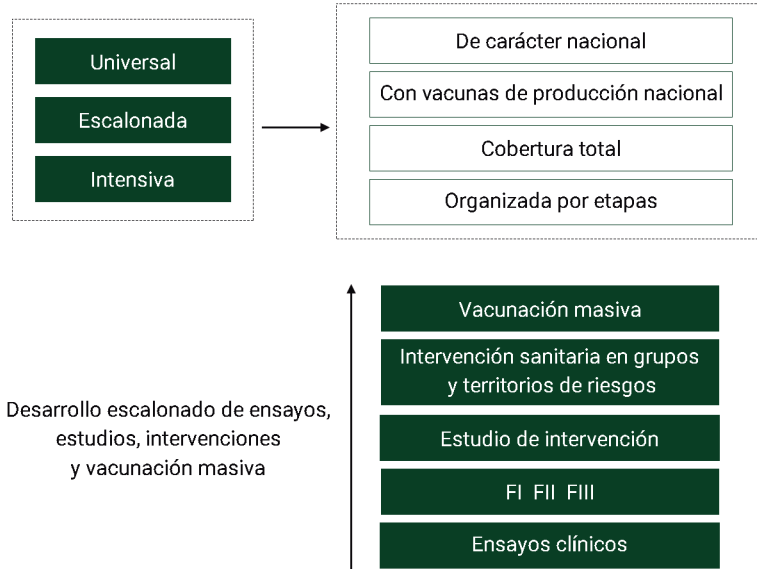 Universal
Escalonada
Intensiva
De carácter nacional
Con vacunas de producción nacional
Cobertura total
Organizada por etapas
Desarrollo escalonado de ensayos,
estudios, intervenciones
y vacunación masiva
Vacunación masiva
Intervención sanitaria en grupos
y territorios de riesgos
Estudio de intervención
FI FII FIII
Ensayos clínicos